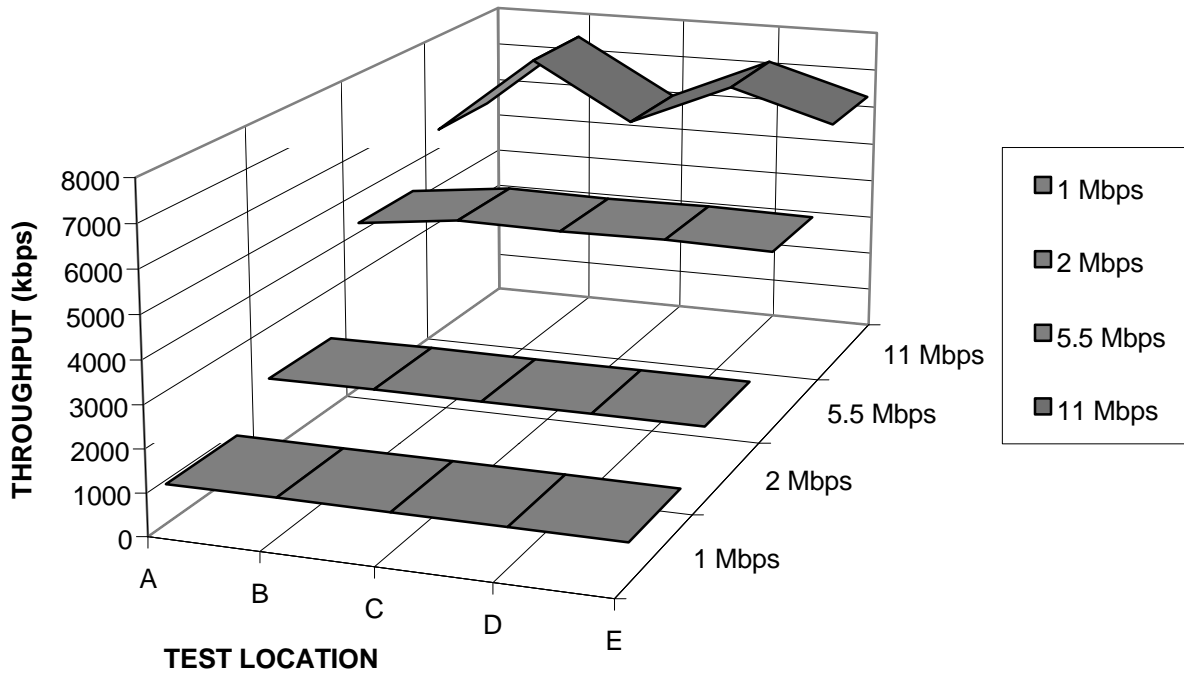 8000
7000
6000
5000
4000
3000
2000
1000
0
THROUGHPUT (kbps)
A
B
C
D
E
TEST LOCATION
1 Mbps
2 Mbps
5.5 Mbps
11 Mbps
1 Mbps
2 Mbps
5.5 Mbps
11 Mbps